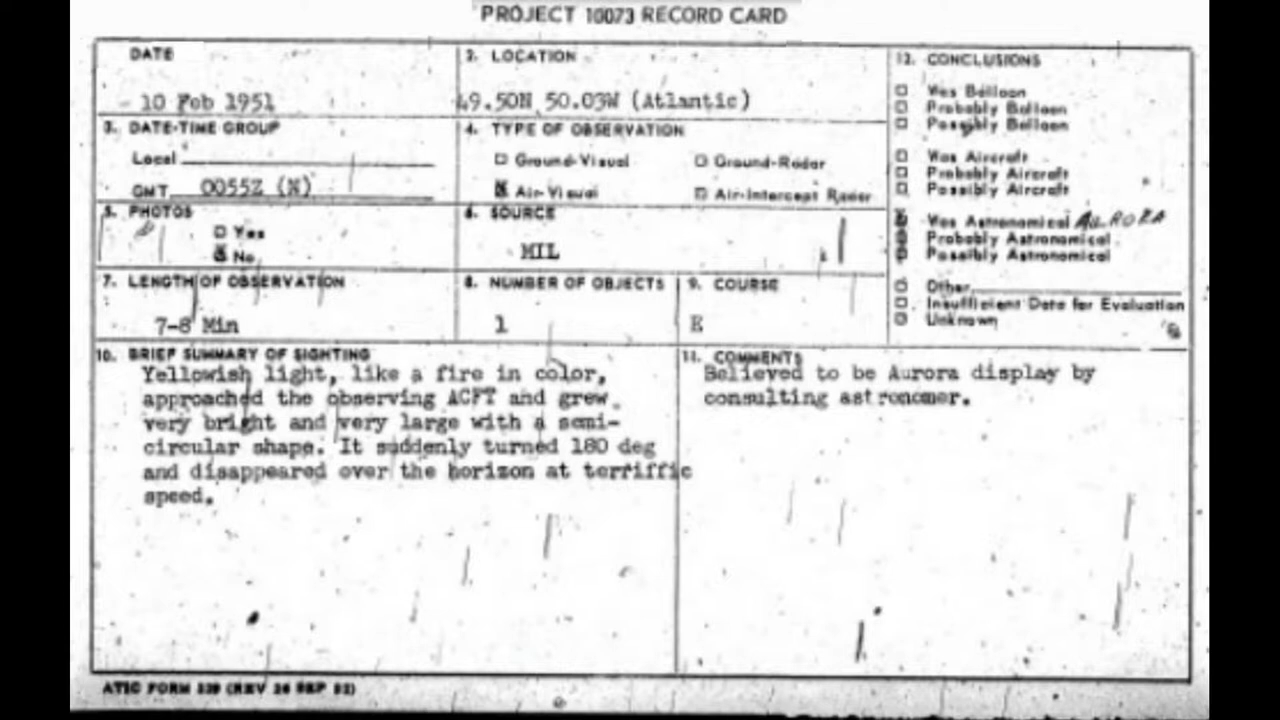 PROJECT 10073 RECORD CARD
DATE
10 Feb 1951
2. LOCATION
49.50N 50.03W (Atlantic)
12. CONCLUSIONS
Was Balloon
Probably Balloon
Possibly Balloon
Was Aircraft
Probably Aircraft
Possibly Aircraft
Was Astronomical AURORA
Probably Astronomical
Possibly Astronomical
Other
Insufficient Data for Evaluation
Unknown
3. DATE-TIME GROUP
Local
GMT 0055Z (N)
4. TYPE OF OBSERVATION
Ground-Visual
Ground-Radar
Air-Visual
Air-Intercept Radar
5. PHOTOS
Yes
No
6. SOURCE
MIL
7. LENGTH OF OBSERVATION
7-8 Min
8. NUMBER OF OBJECTS
1
9. COURSE
E
10. BRIEF SUMMARY OF SIGHTING
Yellowish light, like a fire in color,
approached the observing ACFT and grew
very bright and very large with a semi-
circular shape. It suddenly turned 180 deg
and disappeared over the horizon at terriffic
speed.
11. COMMENTS
Believed to be Aurora display by
consulting astronomer.
ATIC FORM 329 (REV 26 SEP 52)